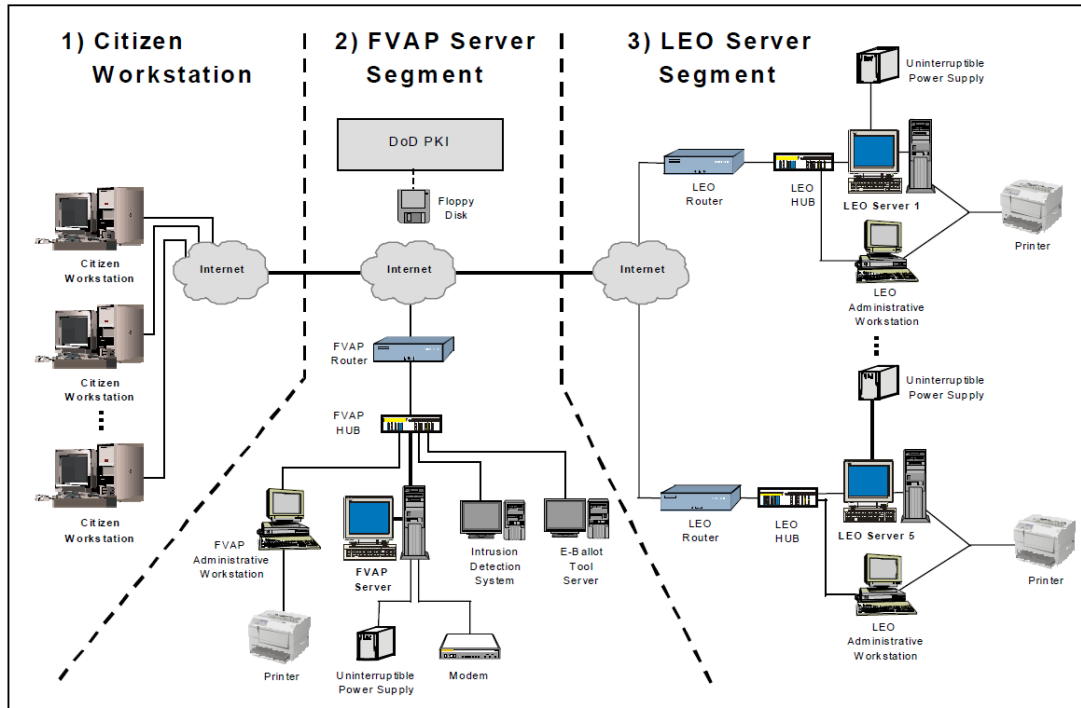 1) Citizen
Workstation
2) FVAP Server
Segment
3) LEO Server
Segment
DoD PKI
Floppy
Disk
Citizen
Workstation
Citizen
Workstation
Citizen
Workstation
Internet
Internet
Internet
FVAP
Router
FVAP
HUB
FVAP
Administrative
Workstation
Printer
FVAP
Server
Uninterruptible
Power Supply
Modem
Intrusion
Detection
System
E-Ballot
Tool
Server
Uninterruptible
Power Supply
LEO
Router
LEO
HUB
LEO Server 1
Printer
LEO
Administrative
Workstation
Uninterruptible
Power Supply
LEO
Router
LEO
HUB
LEO Server 5
Printer
LEO
Administrative
Workstation